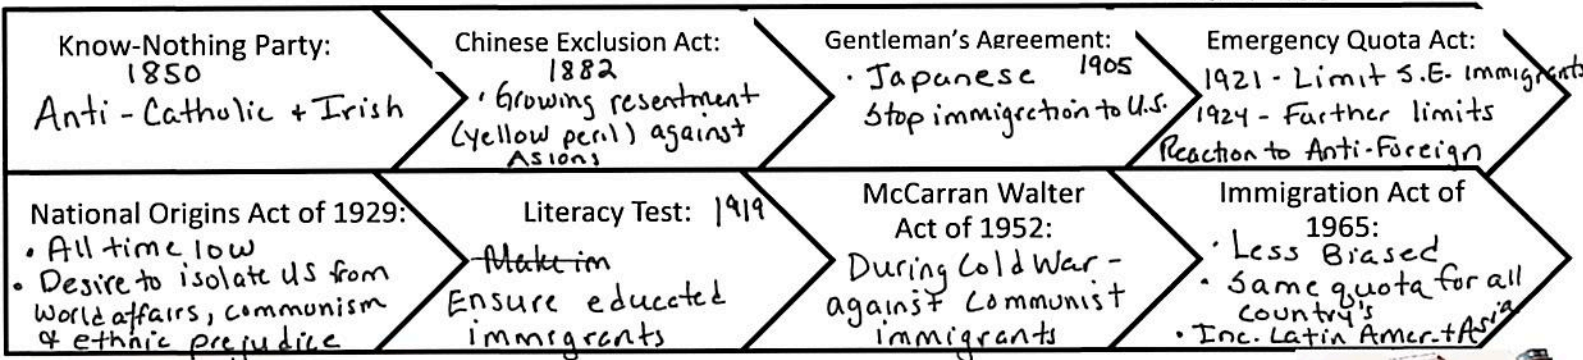 Know-Nothing Party:
1850
Anti-Catholic + Irish
Chinese Exclusion Act:
1882
· Growing resentment
(yellow peril) against
Asions
Gentleman's Agreement:
· Japanese 1905
Stop immigrction to U.S.
Emergency Quota Act:
1921 - Limit S.E. immigrants
1924 - Further limits
Reaction to Anti-Foreign
National Origins Act of 1929:
· All time low
· Desire to isolate US from
world affairs, communism
& ethnic prejudice
Literacy Test: 1919
Make im
Ensure educated
immigrants
McCarran Walter
Act of 1952:
During Cold War -
against communist
immigrants
Immigration Act of
1965:
· Less Biased
· Same quota for all
country's
· Inc. Latin Amer. + Asia